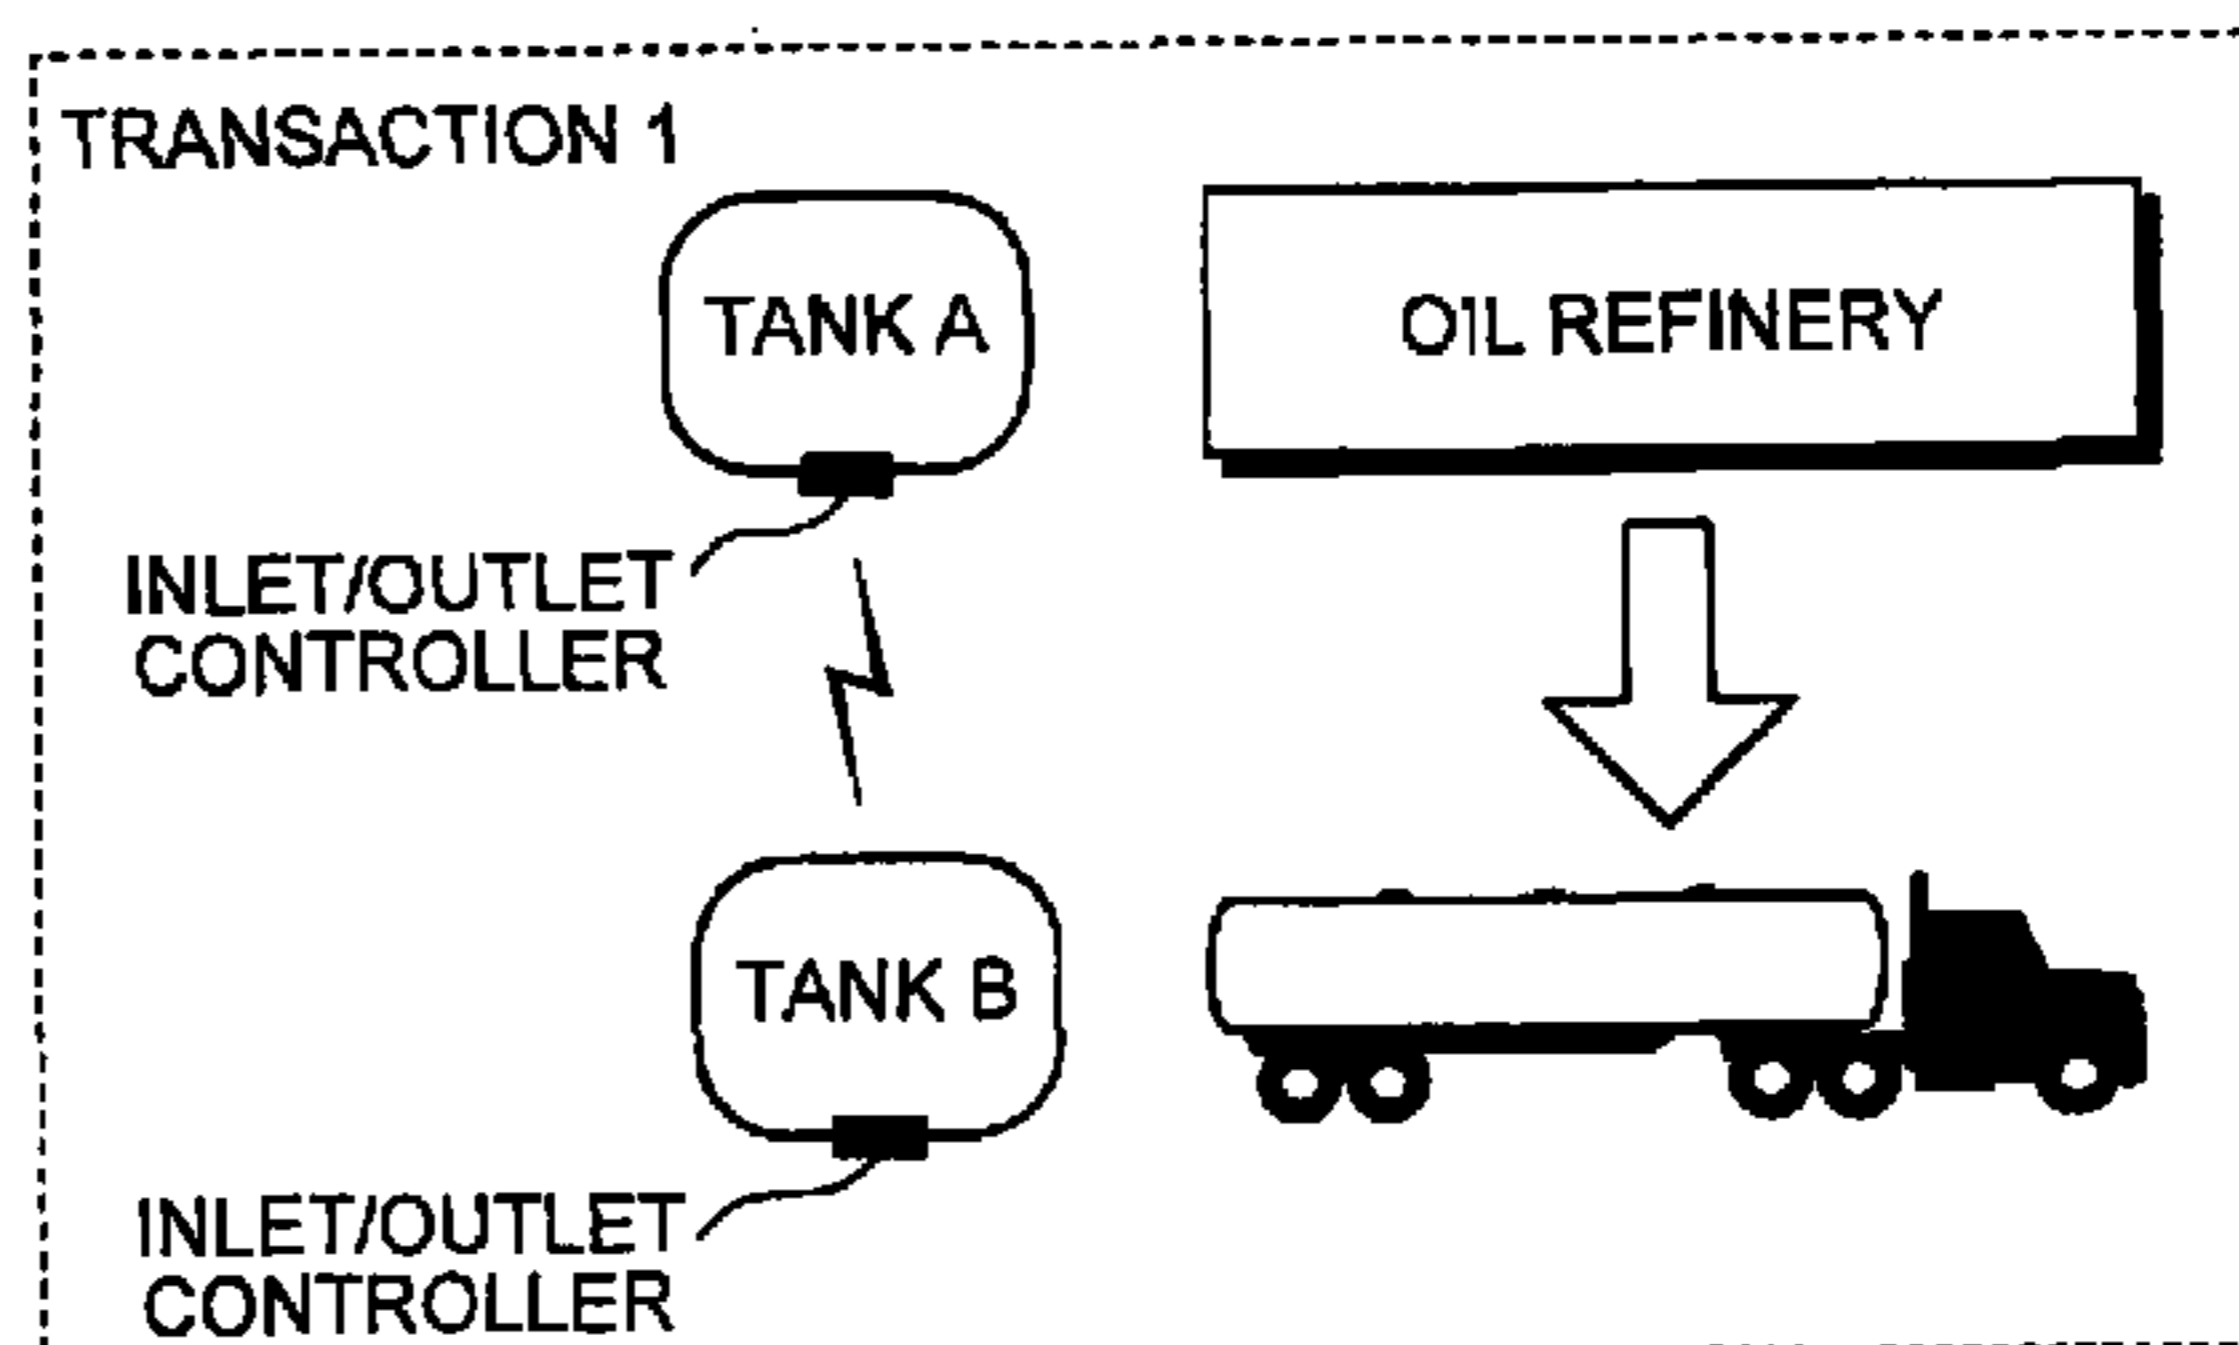 TRANSACTION 1
TANK A
OIL REFINERY
INLET/OUTLET
CONTROLLER
TANK B
INLET/OUTLET
CONTROLLER